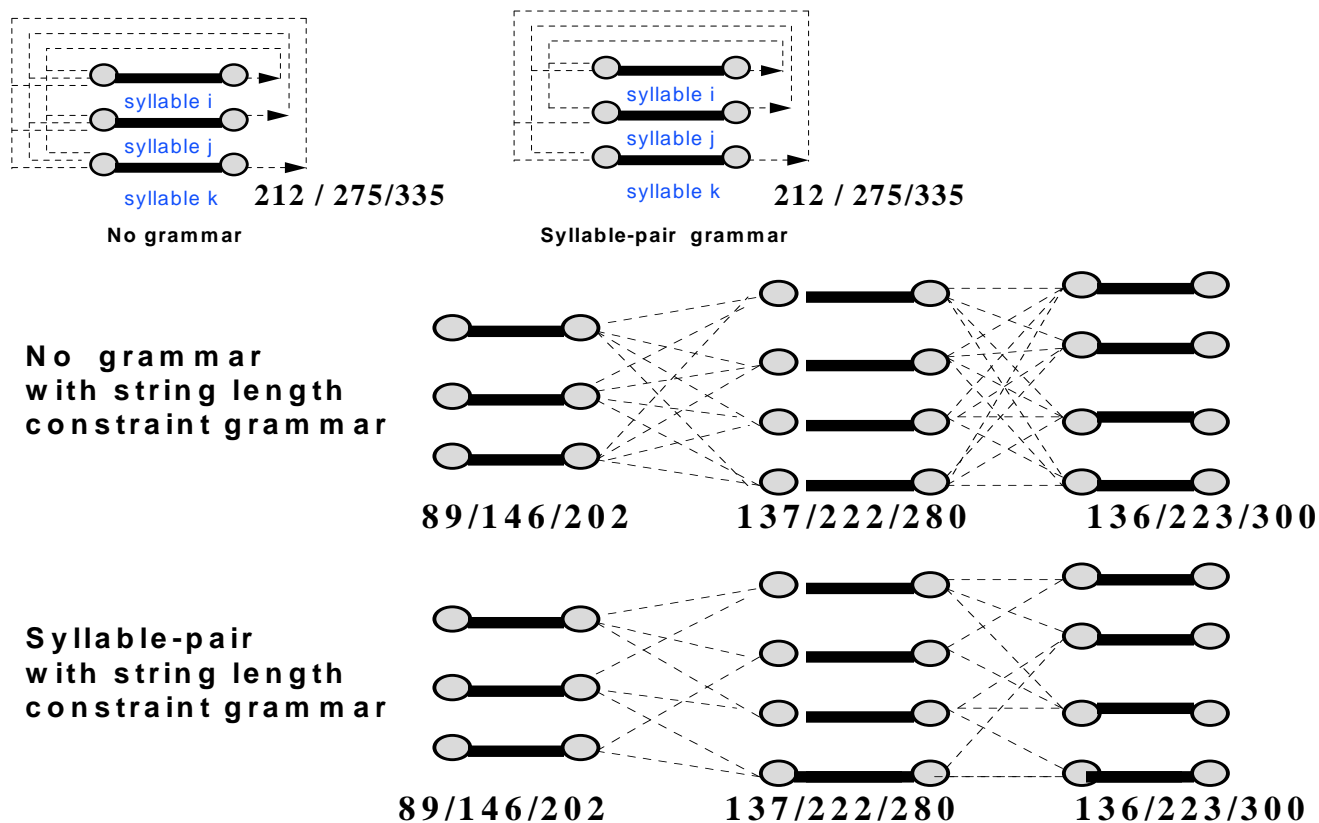 syllable i
syllable j
syllable k
212 / 275/335
No grammar
syllable i
syllable j
syllable k
212 / 275/335
Syllable-pair grammar
No grammar
with string length
constraint grammar
89/146/202
137/222/280
136/223/300
Syllable-pair
with string length
constraint grammar
89/146/202
137/222/280
136/223/300